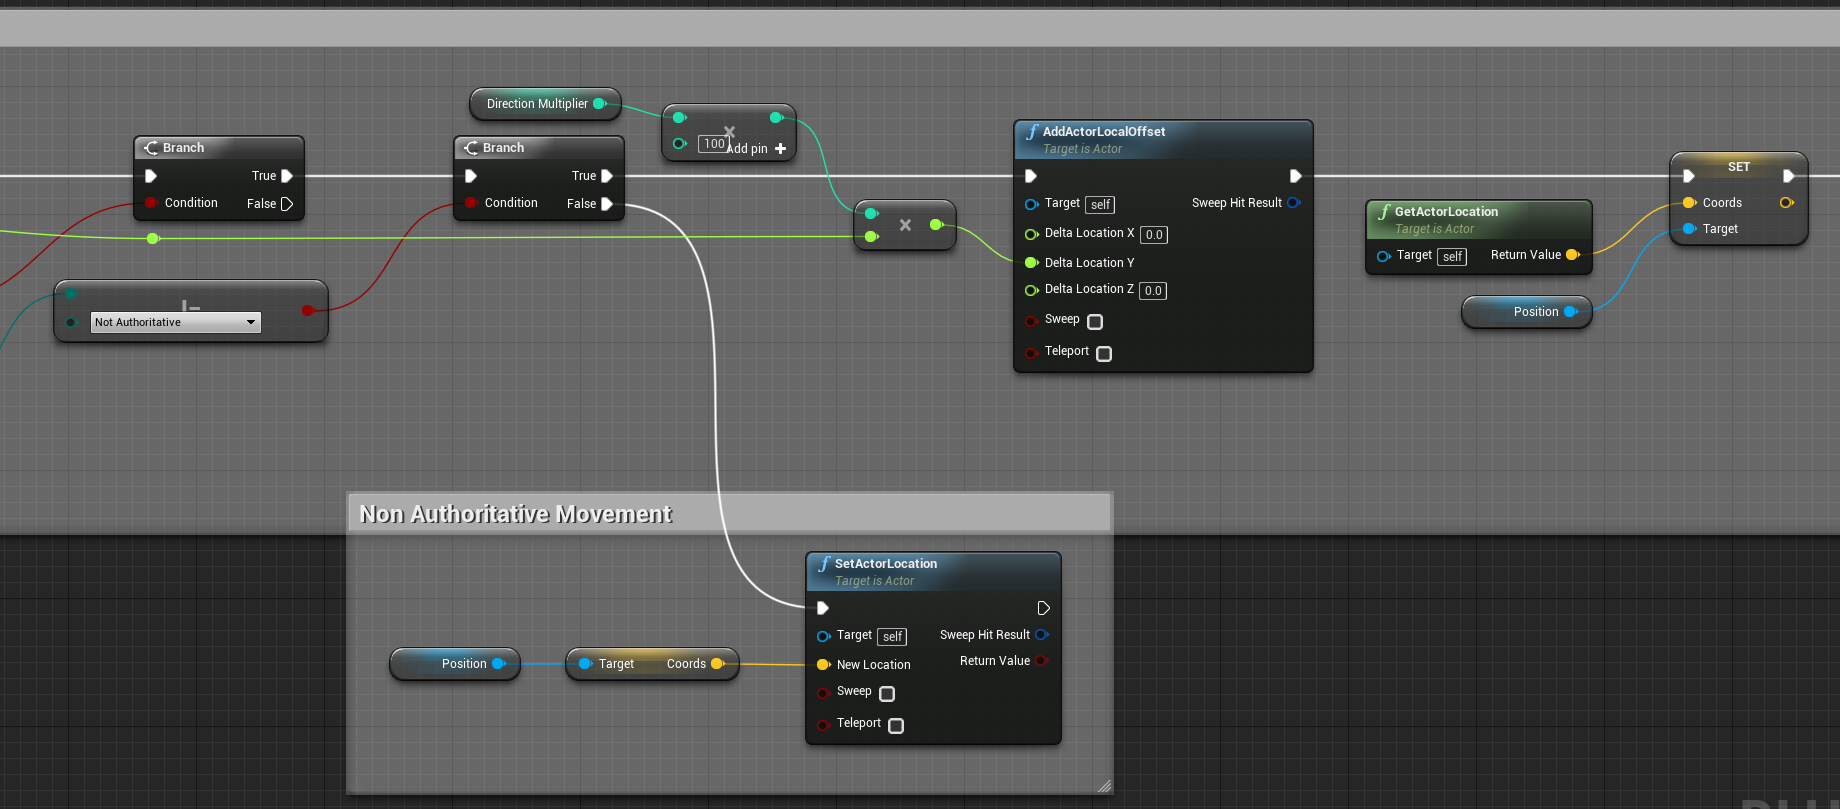 Direction Multiplier
100
Add pin
Branch
True
Condition
False
Branch
True
Condition
False
Not Authoritative
AddActorLocalOffset
Target is Actor
Target self
Sweep Hit Result
Delta Location X 0.0
Delta Location Y
Delta Location Z 0.0
Sweep
Teleport
GetActorLocation
Target is Actor
Target self
Return Value
SET
Coords
Target
Position
Non Authoritative Movement
SetActorLocation
Target is Actor
Target self
Sweep Hit Result
New Location
Return Value
Sweep
Teleport
Position
Target
Coords